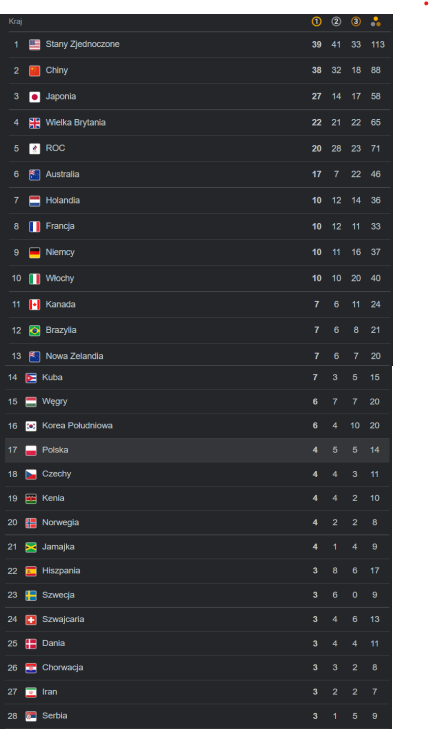 Kraj 1 2 3
1 Stany Zjednoczone 39 41 33 113
2 Chiny 38 32 18 88
3 Japonia 27 14 17 58
4 Wielka Brytania 22 21 22 65
5 ROC 20 28 23 71
6 Australia 17 7 22 46
7 Holandia 10 12 14 36
8 Francja 10 12 11 33
9 Niemcy 10 11 16 37
10 Włochy 10 10 20 40
11 Kanada 7 6 11 24
12 Brazylia 7 6 8 21
13 Nowa Zelandia 7 6 7 20
14 Kuba 7 3 5 15
15 Węgry 6 7 7 20
16 Korea Południowa 6 4 10 20
17 Polska 4 5 5 14
18 Czechy 4 4 3 11
19 Kenia 4 4 2 10
20 Norwegia 4 2 2 8
21 Jamajka 4 1 4 9
22 Hiszpania 3 8 6 17
23 Szwecja 3 6 0 9
24 Szwajcaria 3 4 6 13
25 Dania 3 4 4 11
26 Chorwacja 3 3 2 8
27 Iran 3 2 2 7
28 Serbia 3 1 5 9